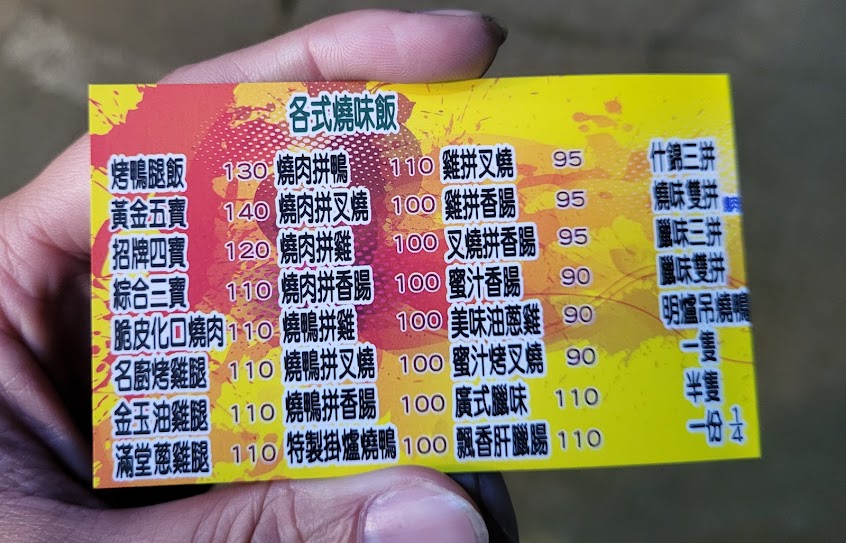 各式燒味飯
烤鴨腿飯 130
黃金五寶 140
招牌四寶 120
綜合三寶 110
脆皮化口燒肉 110
名廚烤雞腿 110
金玉油雞腿 110
滿堂蔥雞腿 110
燒肉拼鴨 110
燒肉拼叉燒 100
燒肉拼雞 100
燒肉拼香腸 100
燒鴨拼雞 100
燒鴨拼叉燒 100
燒鴨拼香腸 100
特製掛爐燒鴨 100
雞拼叉燒 95
雞拼香腸 95
叉燒拼香腸 95
蜜汁香腸 90
美味油蔥雞 90
蜜汁烤叉燒 90
廣式臘味 110
飄香肝臘腸 110
什錦三拼
燒味雙拼
臘味三拼
臘味雙拼
明爐吊燒鴨
一隻
半隻
一份 1/4